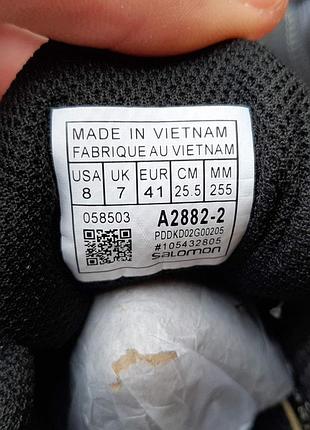 MADE IN VIETNAM
FABRIQUE AU VIETNAM
USA UK EUR CM MM
8 7 41 25.5 255
058503 A2882-2
PDDKD02G00205
#105432805
salomon